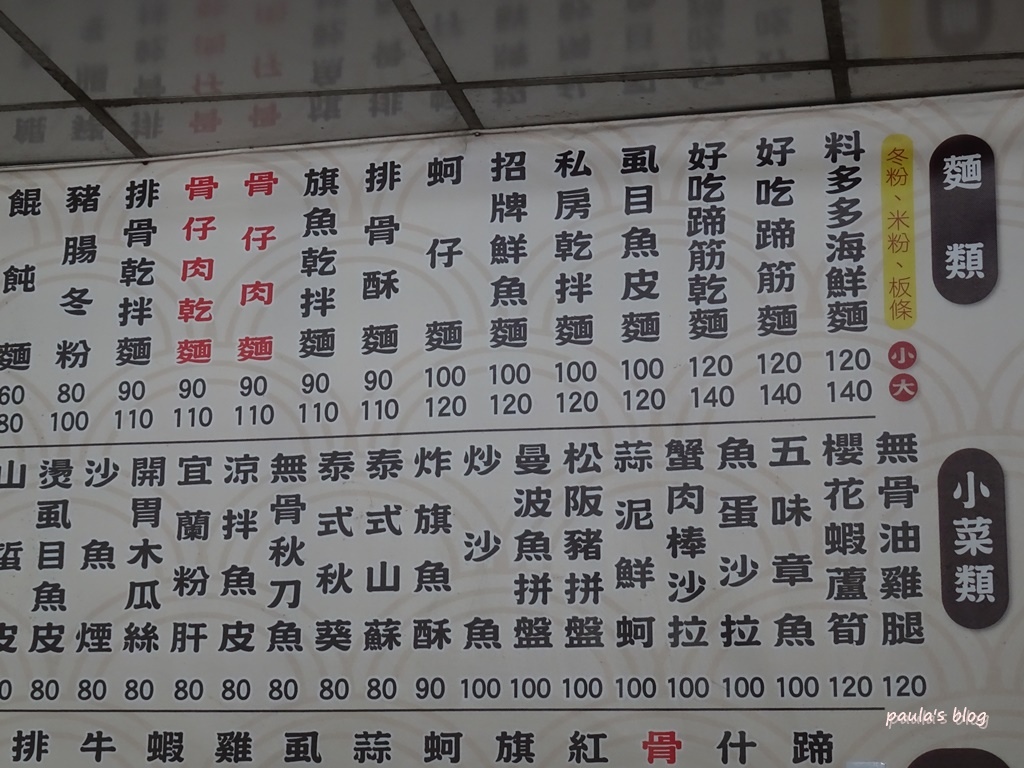 麵類
冬粉、米粉、板條
小
大
料多多海鮮麵 120 140
好吃蹄筋麵 120 140
好吃蹄筋乾麵 120 140
虱目魚皮麵 100 120
私房乾拌麵 100 120
招牌鮮魚麵 100 120
蚵仔麵 100 120
排骨酥麵 90 110
旗魚乾拌麵 90 110
骨仔肉麵 90 110
骨仔肉乾麵 90 110
排骨乾拌麵 90 110
豬腸冬粉 80 100
餛飩麵 60 80
小菜類
無骨油雞腿 120
櫻花蝦蘆筍 120
五味章魚 100
魚蛋沙拉 100
蟹肉棒沙拉 100
蒜泥鮮蚵 100
松阪豬拼盤 100
曼波魚拼盤 100
炒沙魚 100
炸旗魚酥 90
泰式山蘇 80
泰式秋葵 80
無骨秋刀魚 80
涼拌魚皮 80
宜蘭粉肝 80
開胃木瓜絲 80
沙魚煙 80
燙虱目魚皮 80
蹄
什
骨
紅
旗
蚵
蒜
虱
雞
蝦
牛
排
paula's blog